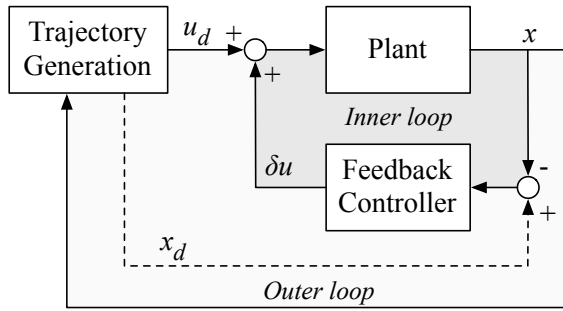 Trajectory
Generation
u_d
+
+
Plant
x
Inner loop
δu
Feedback
Controller
-
+
x_d
Outer loop